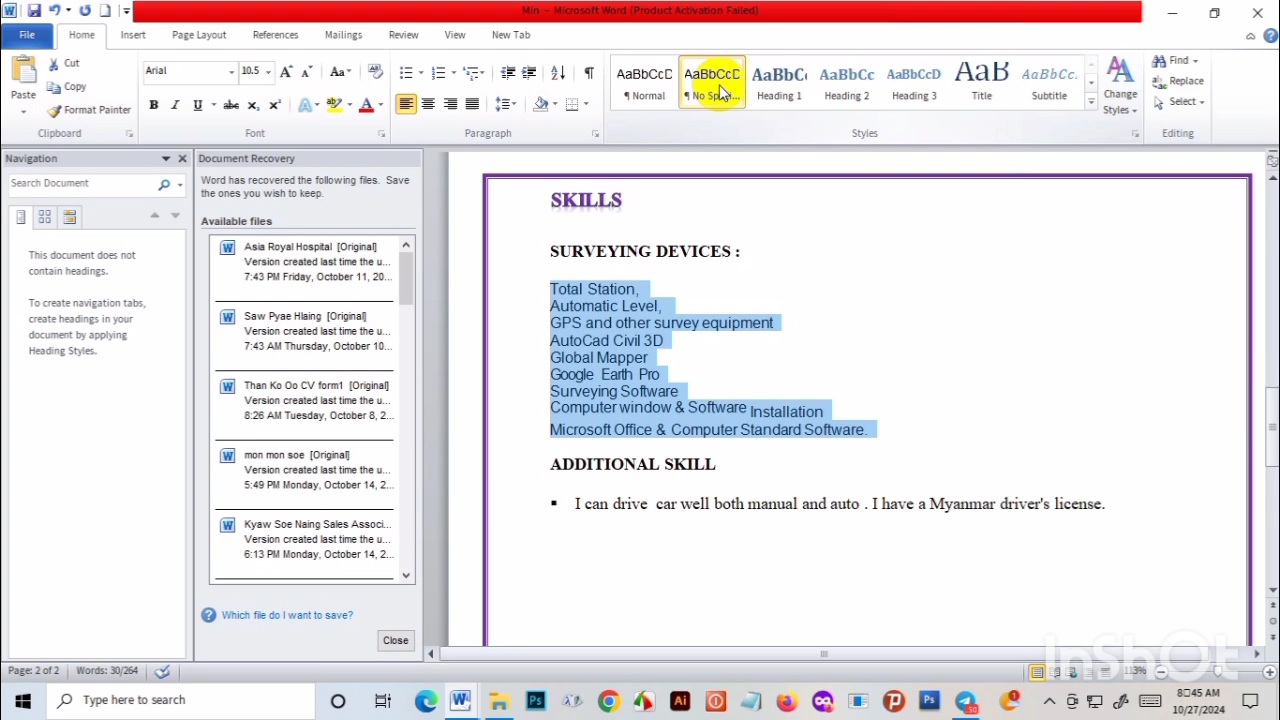 Min - Microsoft Word (Product Activation Failed)
File Home Insert Page Layout References Mailings Review View New Tab
Paste Cut Copy Format Painter
Arial 10.5
AaBbCcD AaBbCcD AaBbCc AaBbCc AaBbCcD AaB AaBbCc.
¶ Normal ¶ No Spaci... Heading 1 Heading 2 Heading 3 Title Subtitle
Change Styles
Find Replace Select
Clipboard Font Paragraph Styles Editing
Navigation
Search Document
This document does not
contain headings.
To create navigation tabs,
create headings in your
document by applying
Heading Styles.
Document Recovery
Word has recovered the following files. Save
the ones you wish to keep.
Available files
Asia Royal Hospital [Original]
Version created last time the u...
7:43 PM Friday, October 11, 20...
Saw Pyae Hlaing [Original]
Version created last time the u...
7:43 AM Thursday, October 10...
Than Ko Oo CV form1 [Original]
Version created last time the u...
8:26 AM Tuesday, October 8, 2...
mon mon soe [Original]
Version created last time the u...
5:49 PM Monday, October 14, 2...
Kyaw Soe Naing Sales Associ...
Version created last time the u...
6:13 PM Monday, October 14, 2...
Which file do I want to save?
Close
SKILLS
SURVEYING DEVICES :
Total Station,
Automatic Level,
GPS and other survey equipment
AutoCad Civil 3D
Global Mapper
Google Earth Pro
Surveying Software
Computer window & Software Installation
Microsoft Office & Computer Standard Software.
ADDITIONAL SKILL
▪ I can drive car well both manual and auto . I have a Myanmar driver's license.
InShOt
Page: 2 of 2 Words: 30/264
113%
Type here to search
8:45 AM
10/27/2024